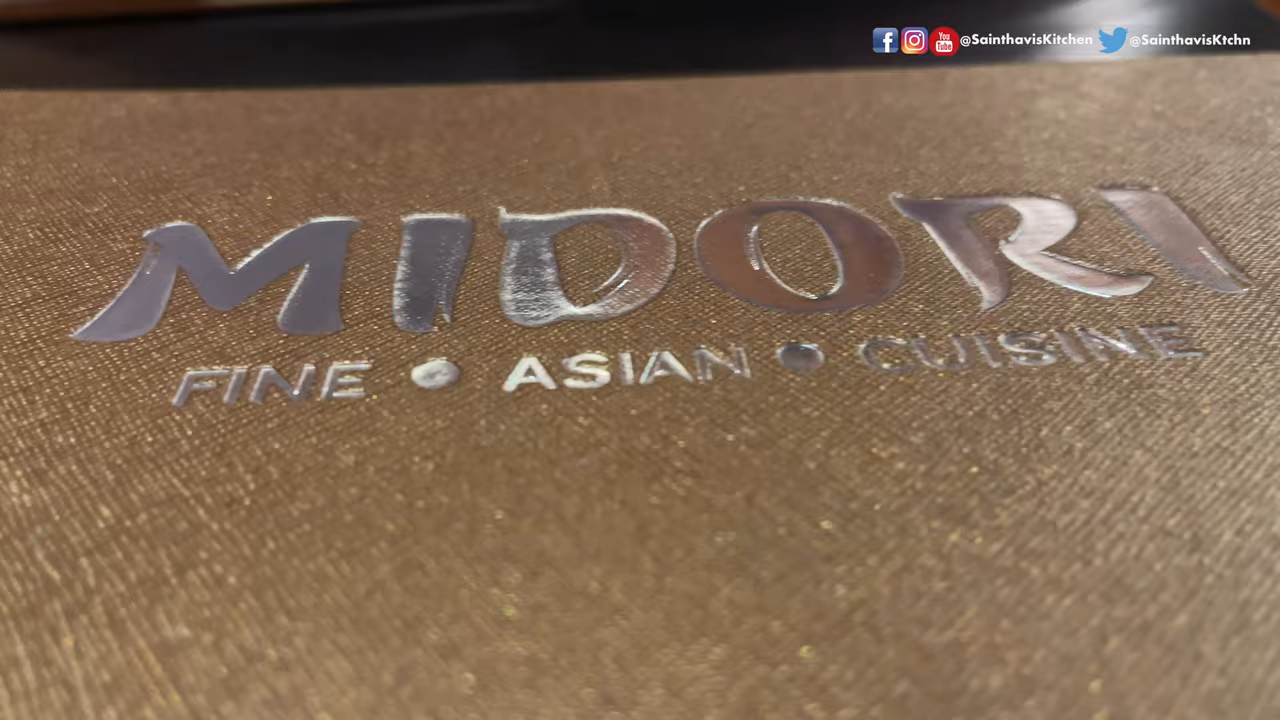 @SainthavisKitchen @SainthavisKtchn
MIDORI
FINE • ASIAN • CUISINE